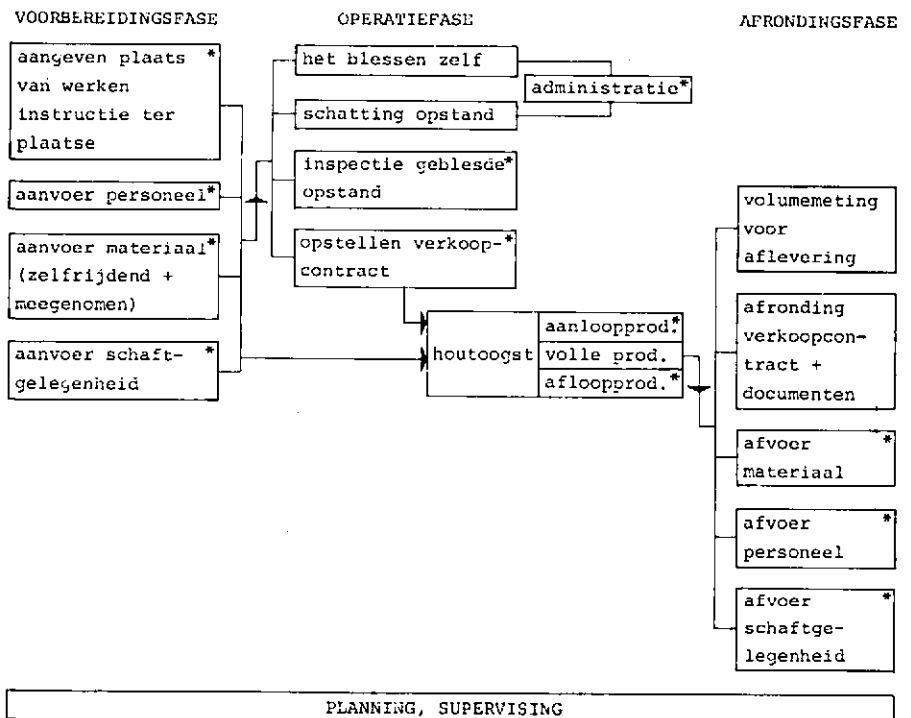 VOORBEREIDINGSFASE
aangeven plaats*
van werken
instructie ter
plaatse
aanvoer personeel*
aanvoer materiaal*
(zelfrijdend +
meegenomen)
aanvoer schaft-*
gelegenheid
OPERATIEFASE
het blessen zelf
administratie*
schatting opstand
inspectie geblesde*
opstand
opstellen verkoop-*
contract
houtoogst
aanloopprod.*
volle prod.
afloopprod.*
AFRONDINGSFASE
volumemeting
voor
aflevering
afronding
verkoopcon-
tract +
documenten
afvoer *
materiaal
afvoer *
personeel
afvoer *
schaftge-
legenheid
PLANNING, SUPERVISING